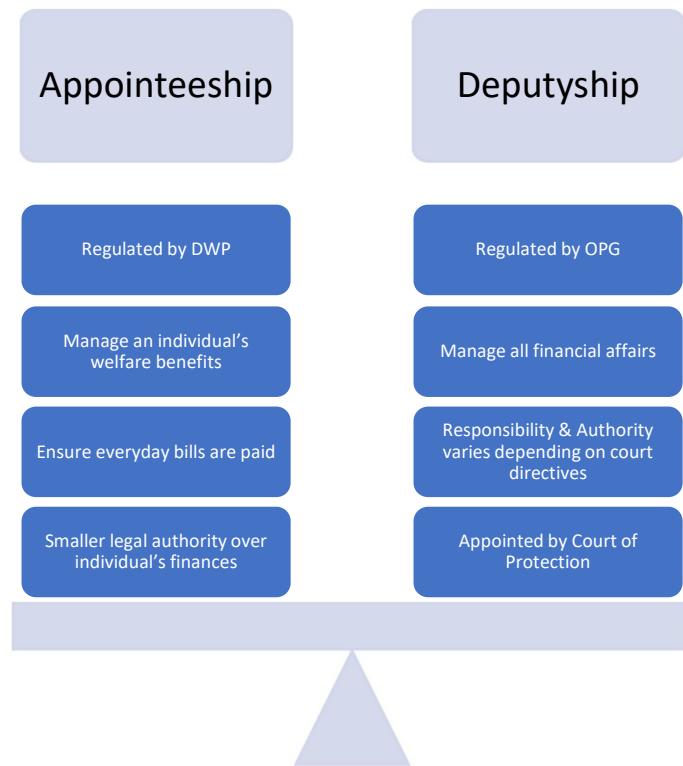 Appointeeship
Deputyship
Regulated by DWP
Regulated by OPG
Manage an individual’s
welfare benefits
Manage all financial affairs
Ensure everyday bills are paid
Responsibility & Authority
varies depending on court
directives
Smaller legal authority over
individual’s finances
Appointed by Court of
Protection